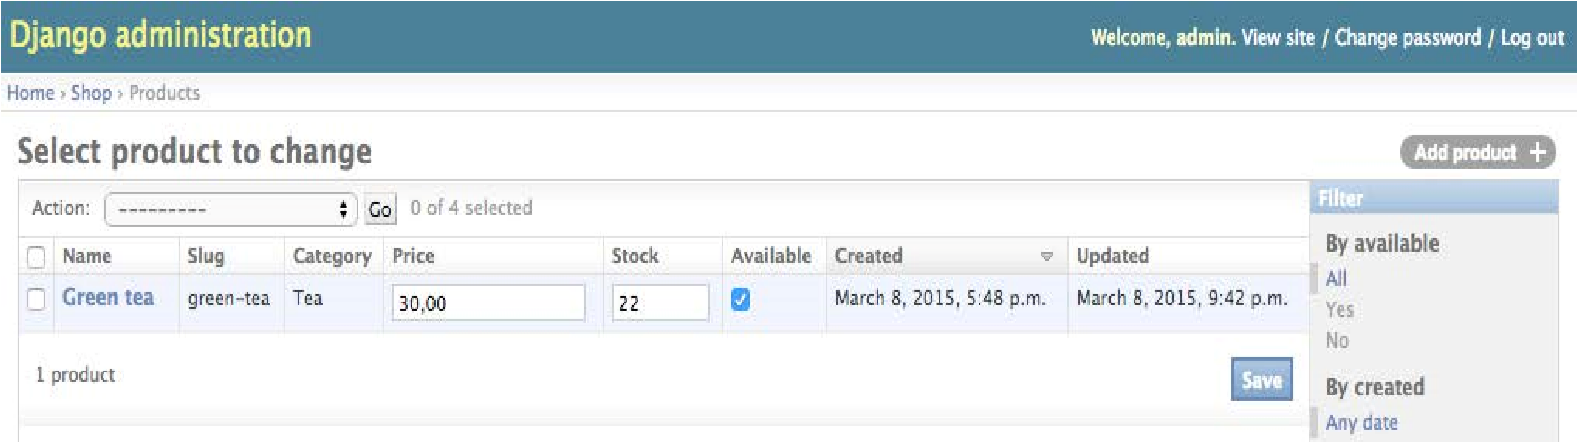 Django administration
Welcome, admin. View site / Change password / Log out
Home › Shop › Products
Select product to change
Add product +
Action: --------- Go 0 of 4 selected
Filter
Name Slug Category Price Stock Available Created Updated
Green tea green-tea Tea 30,00 22 March 8, 2015, 5:48 p.m. March 8, 2015, 9:42 p.m.
1 product
Save
By available
All
Yes
No
By created
Any date